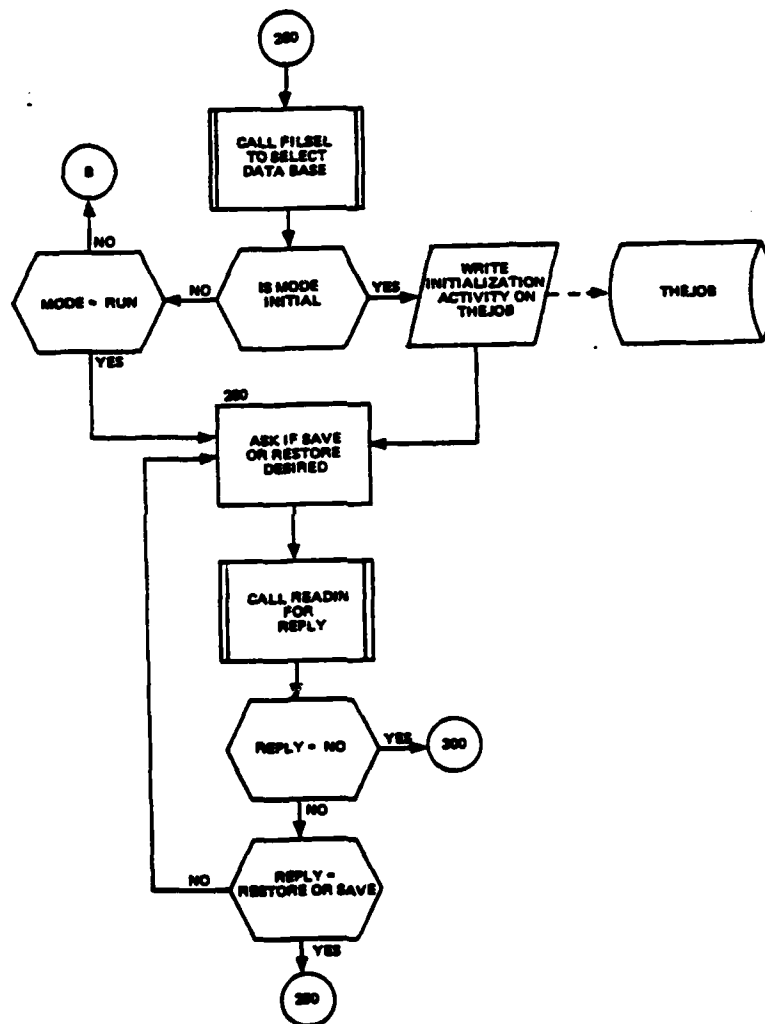 CALL FILSEL
TO SELECT
DATA BASE
B
NO
MODE = RUN
NO
IS MODE
INITIAL
YES
WRITE
INITIALIZATION
ACTIVITY ON
THEJOB
THEJOB
YES
ASK IF SAVE
OR RESTORE
DESIRED
CALL READIN
FOR
REPLY
REPLY = NO
YES
300
NO
REPLY =
RESTORE OR SAVE
NO
YES